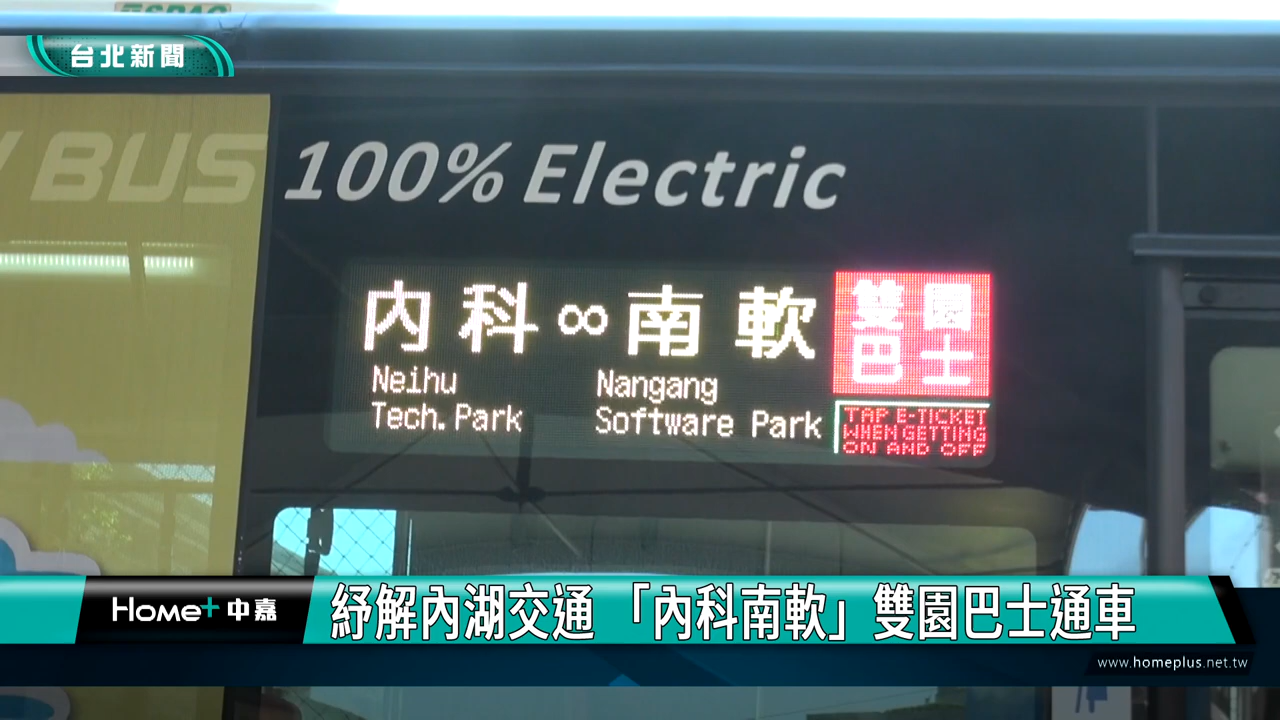 台北新聞
BUS
100% Electric
內科∞南軟
Neihu Tech. Park
Nangang Software Park
雙園
巴士
TAP E-TICKET
WHEN GETTING
ON AND OFF
Home+ 中嘉
紓解內湖交通「內科南軟」雙園巴士通車
www.homeplus.net.tw